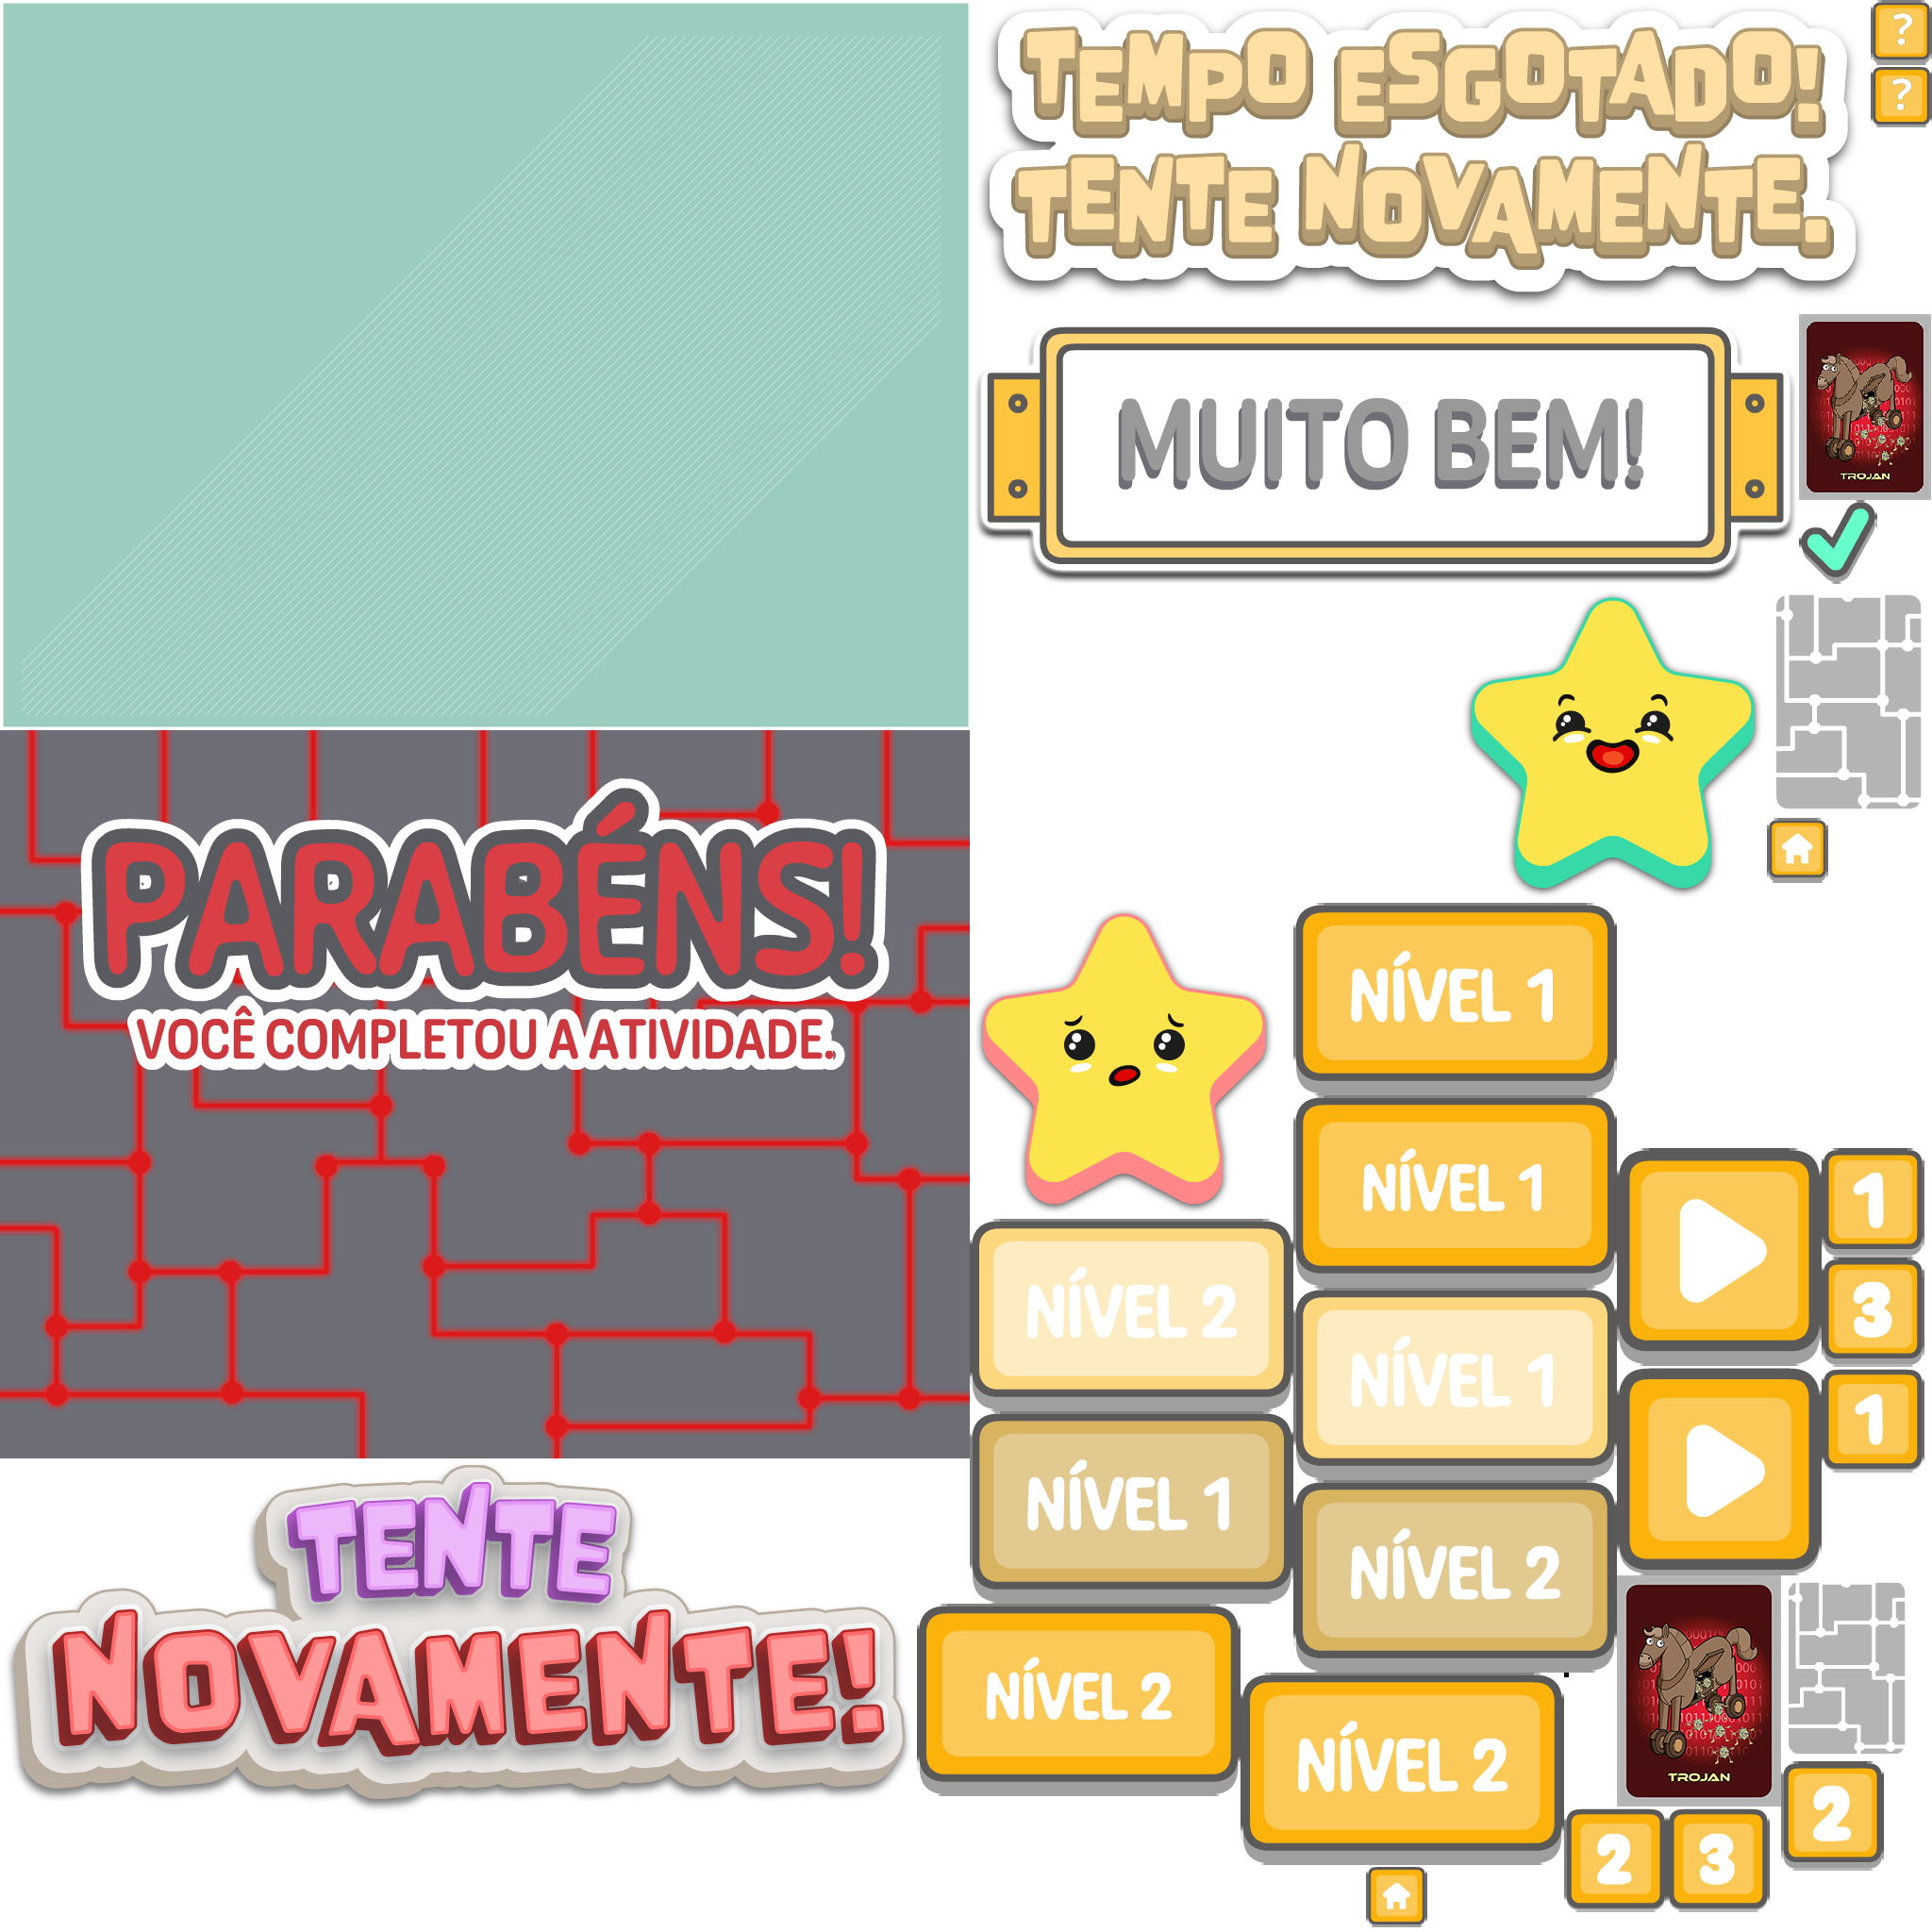 TEMPO ESGOTADO!
TENTE NOVAMENTE.
?
?
MUITO BEM!
TROJAN
PARABÉNS!
VOCÊ COMPLETOU A ATIVIDADE.
NÍVEL 1
NÍVEL 1
1
NÍVEL 2
3
NÍVEL 1
1
NÍVEL 1
NÍVEL 2
TENTE
NOVAMENTE!
NÍVEL 2
NÍVEL 2
TROJAN
2
2
3